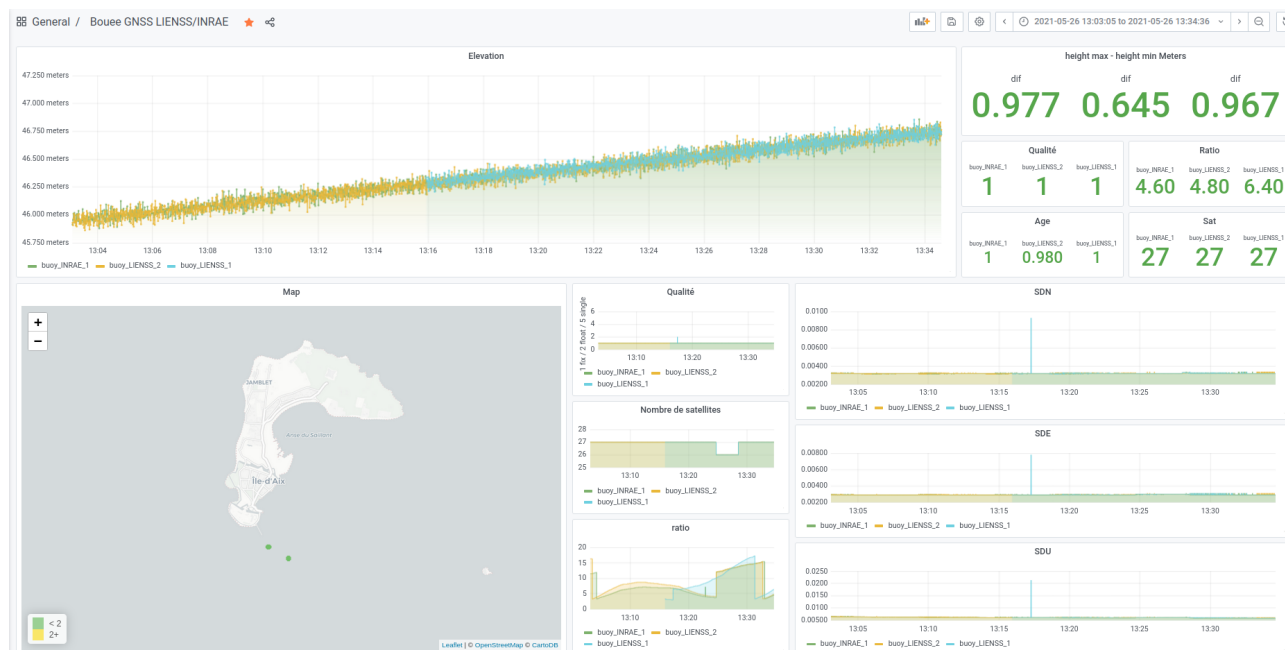 General / Bouee GNSS LIENSS/INRAE
2021-05-26 13:03:05 to 2021-05-26 13:34:36
Elevation
47.250 meters
47.000 meters
46.750 meters
46.500 meters
46.250 meters
46.000 meters
45.750 meters
13:04 13:06 13:08 13:10 13:12 13:14 13:16 13:18 13:20 13:22 13:24 13:26 13:28 13:30 13:32 13:34
buoy_INRAE_1 buoy_LIENSS_2 buoy_LIENSS_1
height max - height min Meters
dif dif dif
0.977 0.645 0.967
Qualité
buoy_INRAE_1 buoy_LIENSS_2 buoy_LIENSS_1
1 1 1
Ratio
buoy_INRAE_1 buoy_LIENSS_2 buoy_LIENSS_1
4.60 4.80 6.40
Age
buoy_INRAE_1 buoy_LIENSS_2 buoy_LIENSS_1
1 0.980 1
Sat
buoy_INRAE_1 buoy_LIENSS_2 buoy_LIENSS_1
27 27 27
Map
+
−
JAMBLET
Anse du Saillant
Île-d'Aix
< 2
2+
Leaflet | © OpenStreetMap © CartoDB
Qualité
1 fix / 2 float / 5 single
6
4
2
0
13:10 13:20 13:30
buoy_INRAE_1 buoy_LIENSS_2
buoy_LIENSS_1
Nombre de satellites
28
27
26
25
13:10 13:20 13:30
buoy_INRAE_1 buoy_LIENSS_2
buoy_LIENSS_1
ratio
20
15
10
5
0
13:10 13:20 13:30
buoy_INRAE_1 buoy_LIENSS_2
buoy_LIENSS_1
SDN
0.0100
0.00800
0.00600
0.00400
0.00200
13:05 13:10 13:15 13:20 13:25 13:30
buoy_INRAE_1 buoy_LIENSS_2 buoy_LIENSS_1
SDE
0.00800
0.00600
0.00400
0.00200
13:05 13:10 13:15 13:20 13:25 13:30
buoy_INRAE_1 buoy_LIENSS_2 buoy_LIENSS_1
SDU
0.0250
0.0200
0.0150
0.0100
0.00500
13:05 13:10 13:15 13:20 13:25 13:30
buoy_INRAE_1 buoy_LIENSS_2 buoy_LIENSS_1